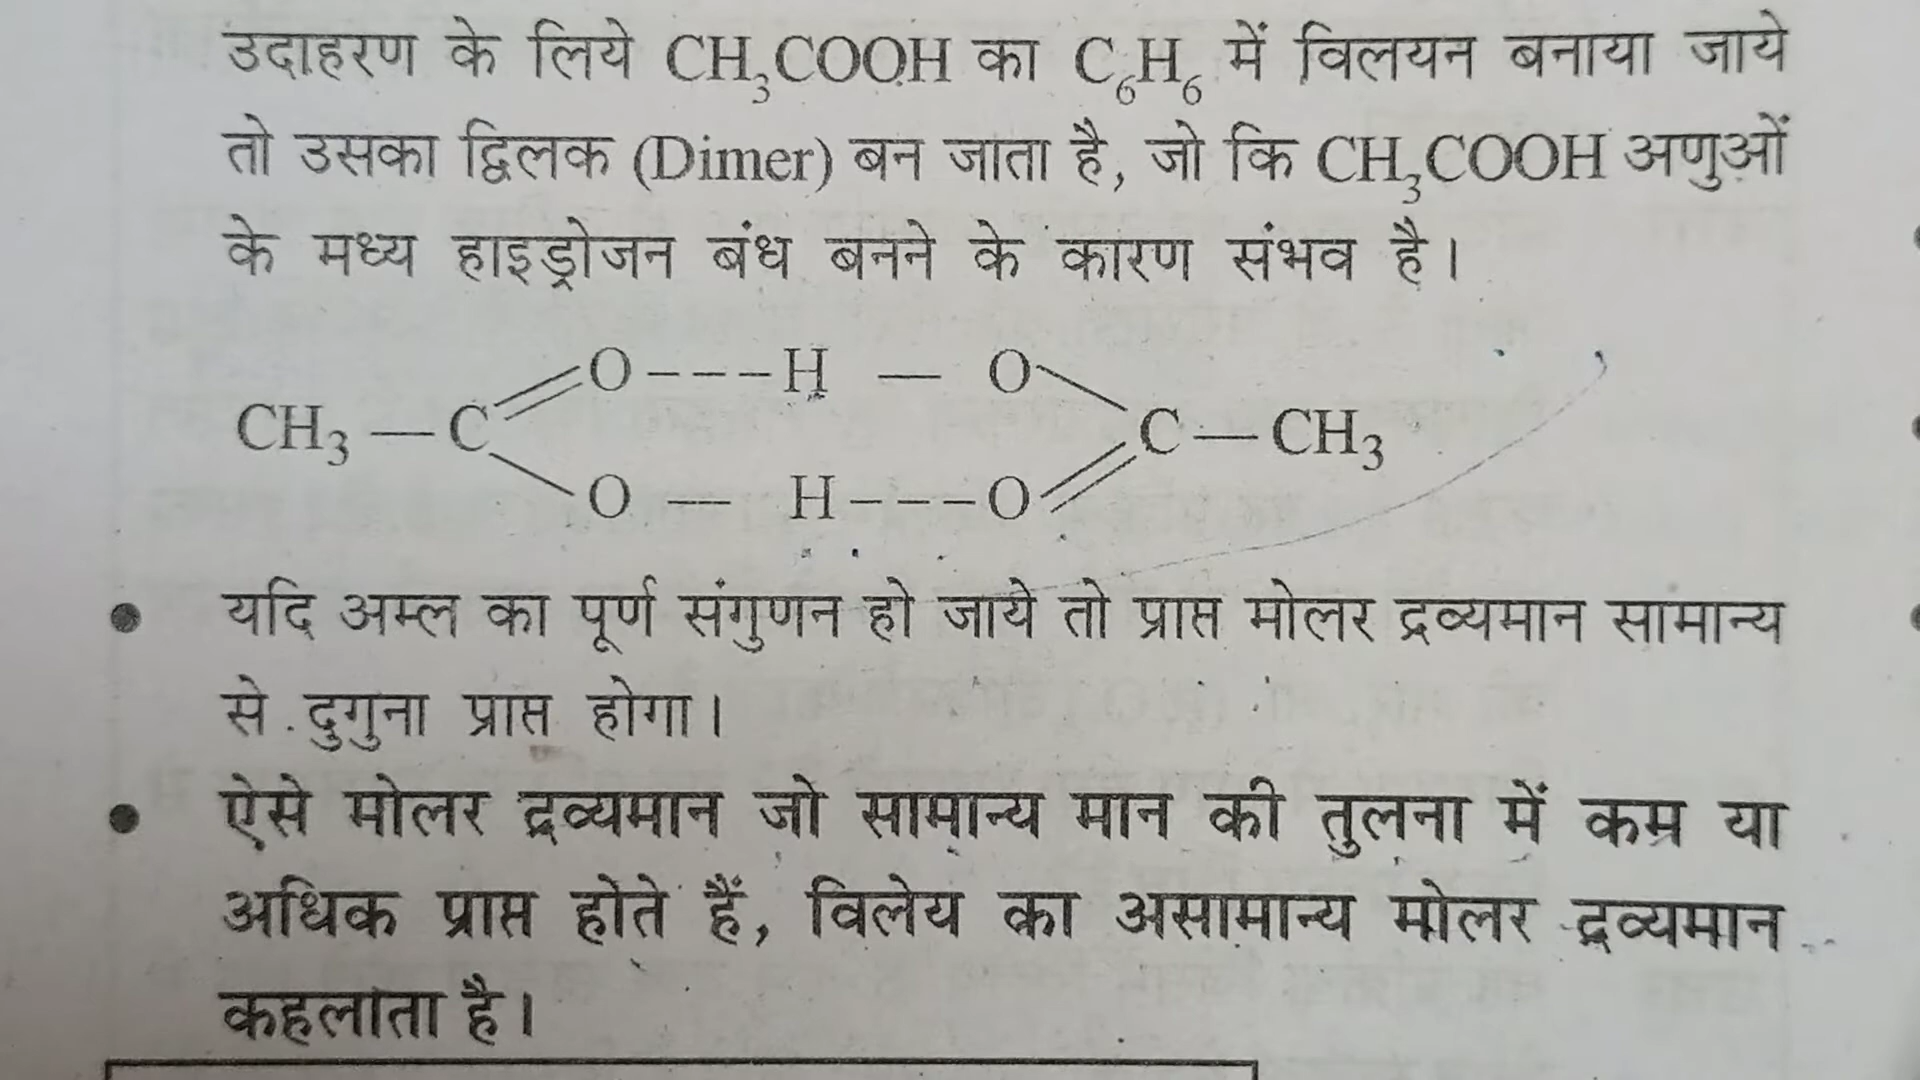 उदाहरण के लिये CH₃COOH का C₆H₆ में विलयन बनाया जाये
तो उसका द्विलक (Dimer) बन जाता है, जो कि CH₃COOH अणुओं
के मध्य हाइड्रोजन बंध बनने के कारण संभव है।
O---H — O
CH₃ — C C — CH₃
O — H---O
● यदि अम्ल का पूर्ण संगुणन हो जाये तो प्राप्त मोलर द्रव्यमान सामान्य
से दुगुना प्राप्त होगा।
● ऐसे मोलर द्रव्यमान जो सामान्य मान की तुलना में कम या
अधिक प्राप्त होते हैं, विलेय का असामान्य मोलर द्रव्यमान
कहलाता है।